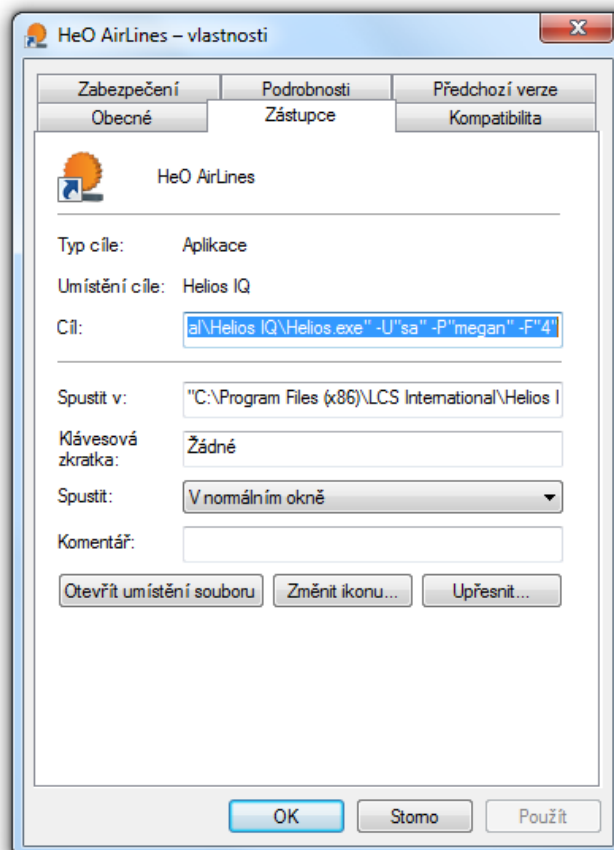 HeO AirLines – vlastnosti
Zabezpečení Podrobnosti Předchozí verze
Obecné Zástupce Kompatibilita
HeO AirLines
Typ cíle: Aplikace
Umístění cíle: Helios IQ
Cíl: al\Helios IQ\Helios.exe" -U"sa" -P"megan" -F"4"
Spustit v: "C:\Program Files (x86)\LCS International\Helios I
Klávesová
zkratka: Žádné
Spustit: V normálním okně
Komentář:
Otevřít umístění souboru Změnit ikonu... Upřesnit...
OK Storno Použít